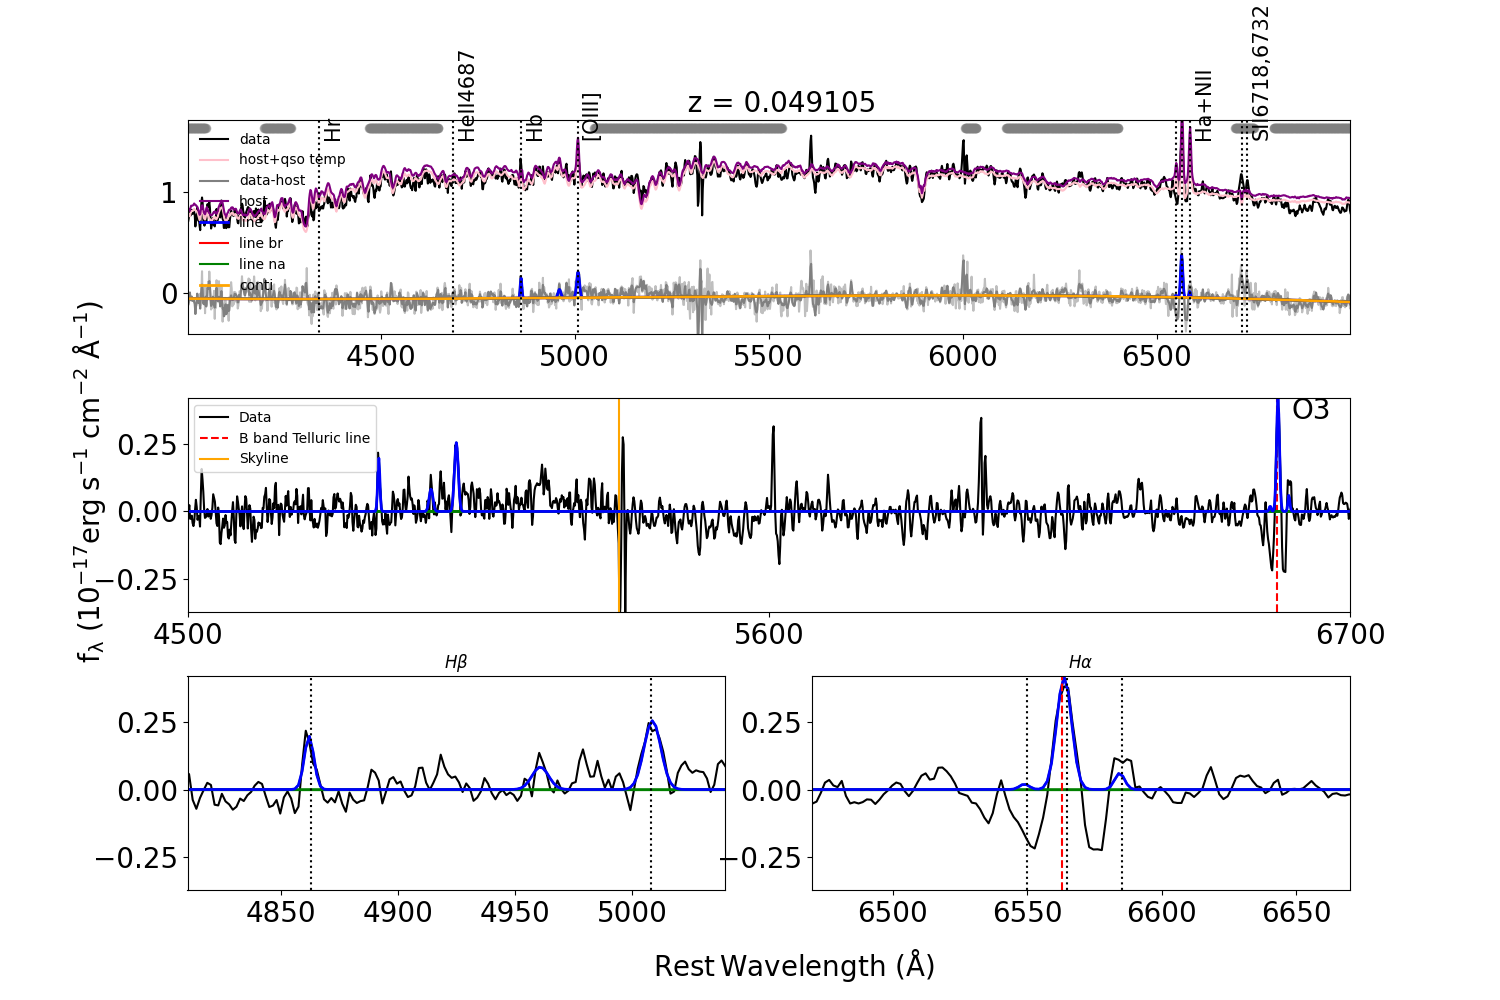 z = 0.049105
Hr
HeII4687
Hb
[OIII]
Ha+NII
SII6718,6732
data
host+qso temp
data-host
host
line
line br
line na
conti
1
0
4500 5000 5500 6000 6500
f_λ (10^{-17} erg s^{-1} cm^{-2} Å^{-1})
Data
B band Telluric line
Skyline
O3
0.25
0.00
−0.25
4500 5600 6700
Hβ
0.25
0.00
−0.25
4850 4900 4950 5000
Hα
0.25
0.00
−0.25
6500 6550 6600 6650
Rest Wavelength (Å)